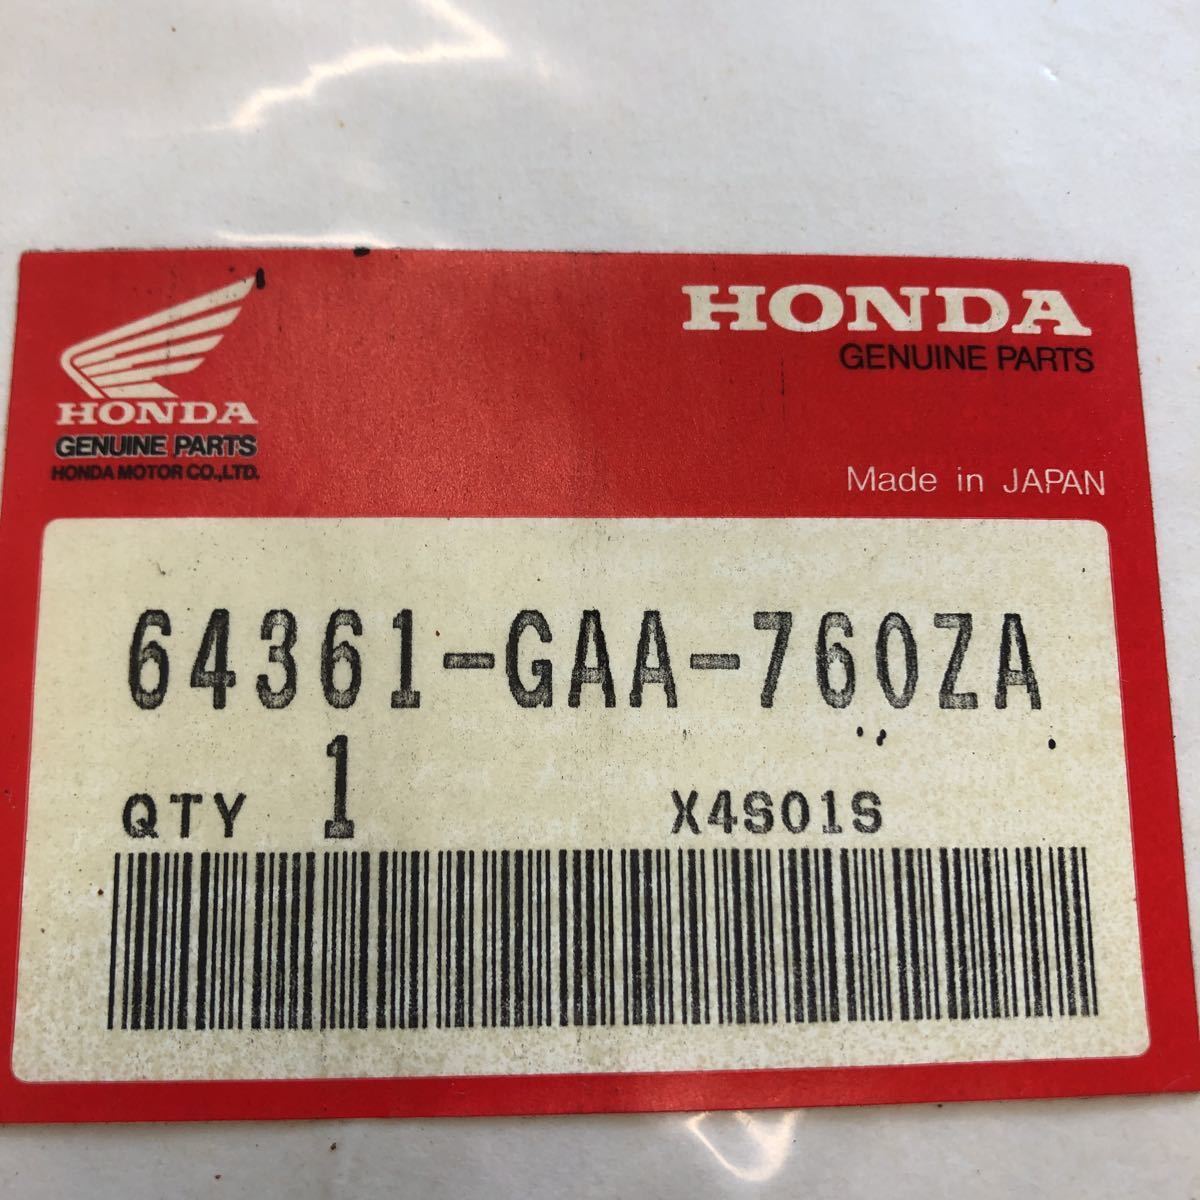 HONDA
GENUINE PARTS
HONDA MOTOR CO.,LTD.
HONDA
GENUINE PARTS
Made in JAPAN
64361-GAA-760ZA
QTY 1 X4S01S